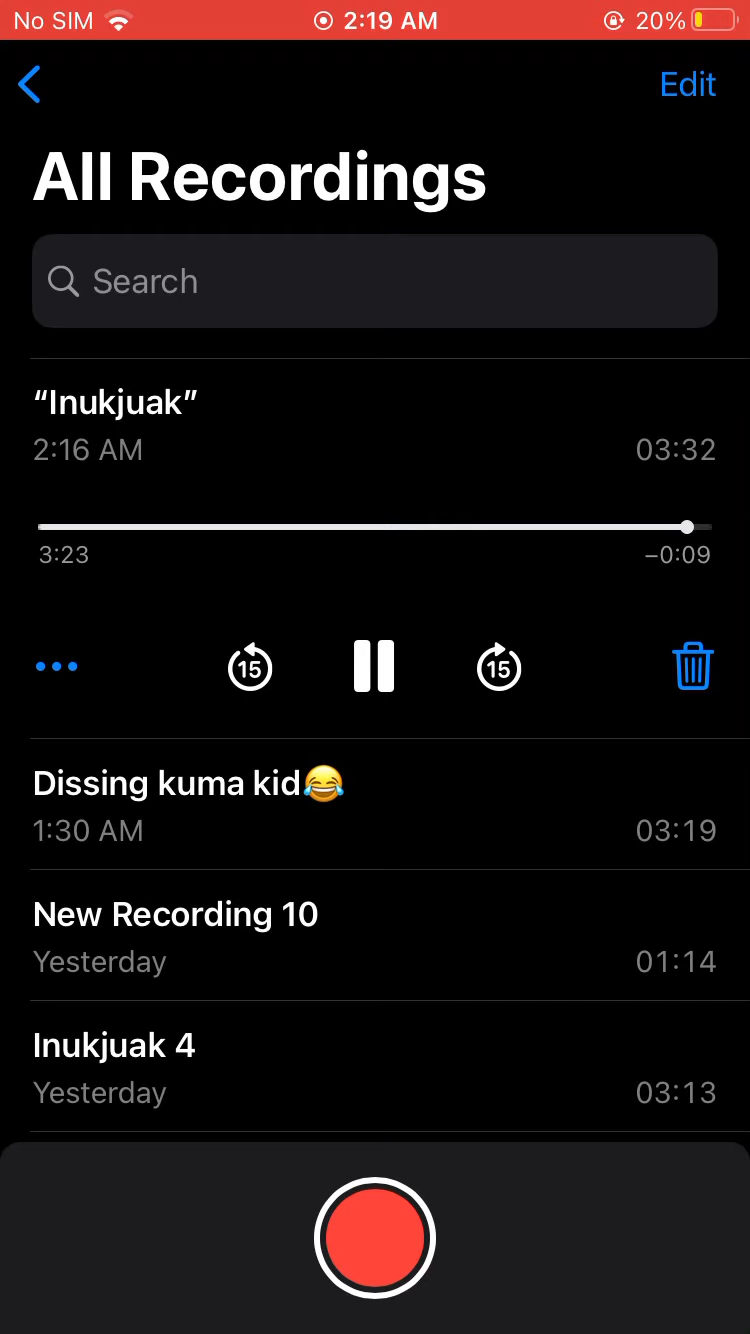 No SIM 2:19 AM 20%
Edit
All Recordings
Search
“Inukjuak”
2:16 AM 03:32
3:23 −0:09
15 15
Dissing kuma kid😂
1:30 AM 03:19
New Recording 10
Yesterday 01:14
Inukjuak 4
Yesterday 03:13